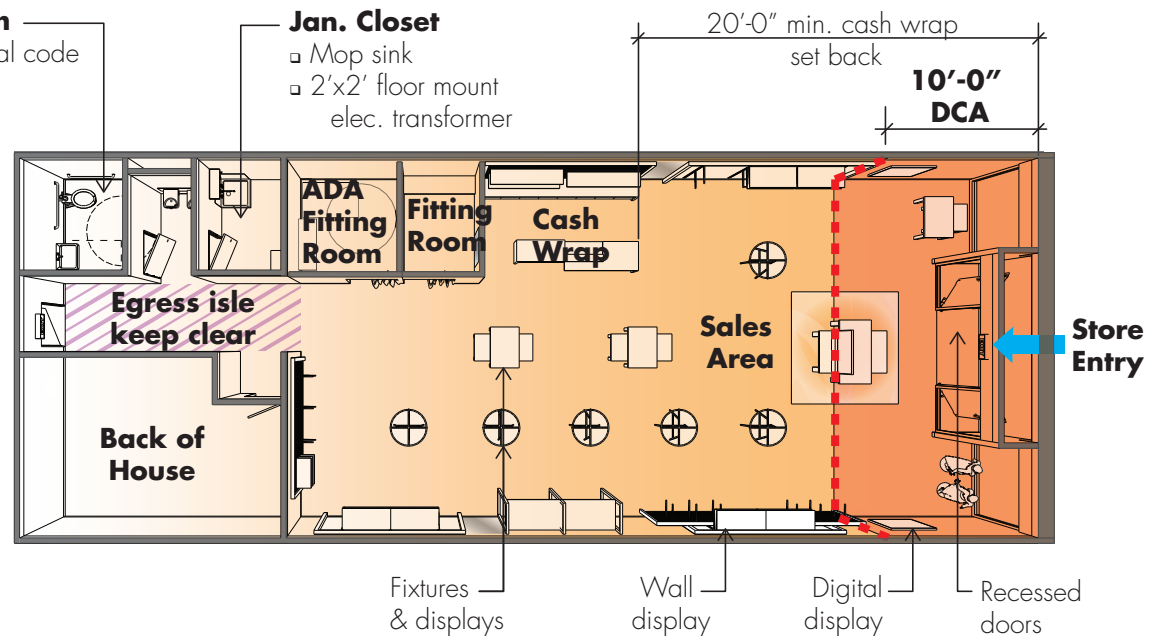 al code
Jan. Closet
▫ Mop sink
▫ 2’x2’ floor mount
elec. transformer
20’-0” min. cash wrap
set back
10’-0”
DCA
ADA
Fitting
Room
Fitting
Room
Cash
Wrap
Egress isle
keep clear
Sales
Area
Store
Entry
Back of
House
Fixtures
& displays
Wall
display
Digital
display
Recessed
doors